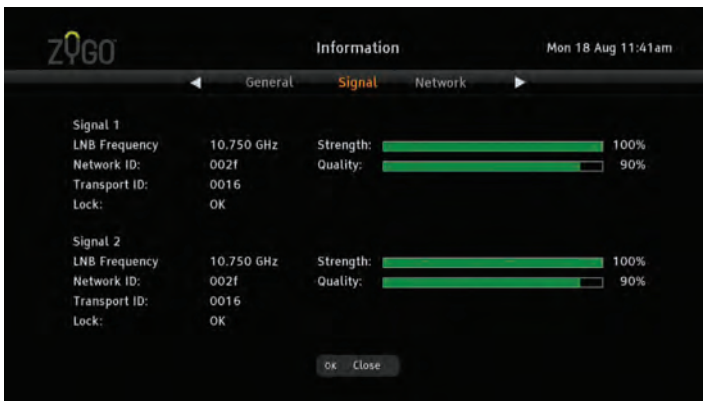 ZYGO Information Mon 18 Aug 11:41am
General Signal Network
Signal 1
LNB Frequency 10.750 GHz Strength: 100%
Network ID: 002f Quality: 90%
Transport ID: 0016
Lock: OK
Signal 2
LNB Frequency 10.750 GHz Strength: 100%
Network ID: 002f Quality: 90%
Transport ID: 0016
Lock: OK
OK Close